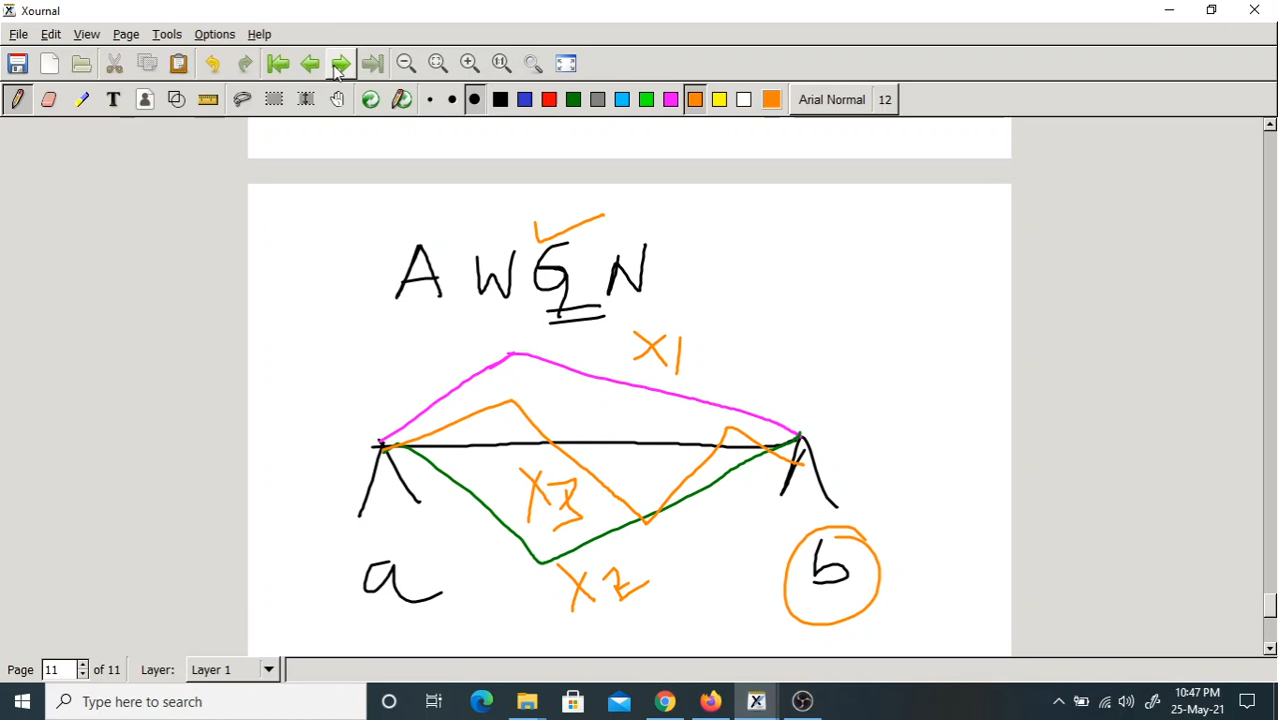 Xournal
File Edit View Page Tools Options Help
Arial Normal 12
A W G N
X1
X3
X2
a
b
Page 11 of 11 Layer: Layer 1
Type here to search
10:47 PM
25-May-21